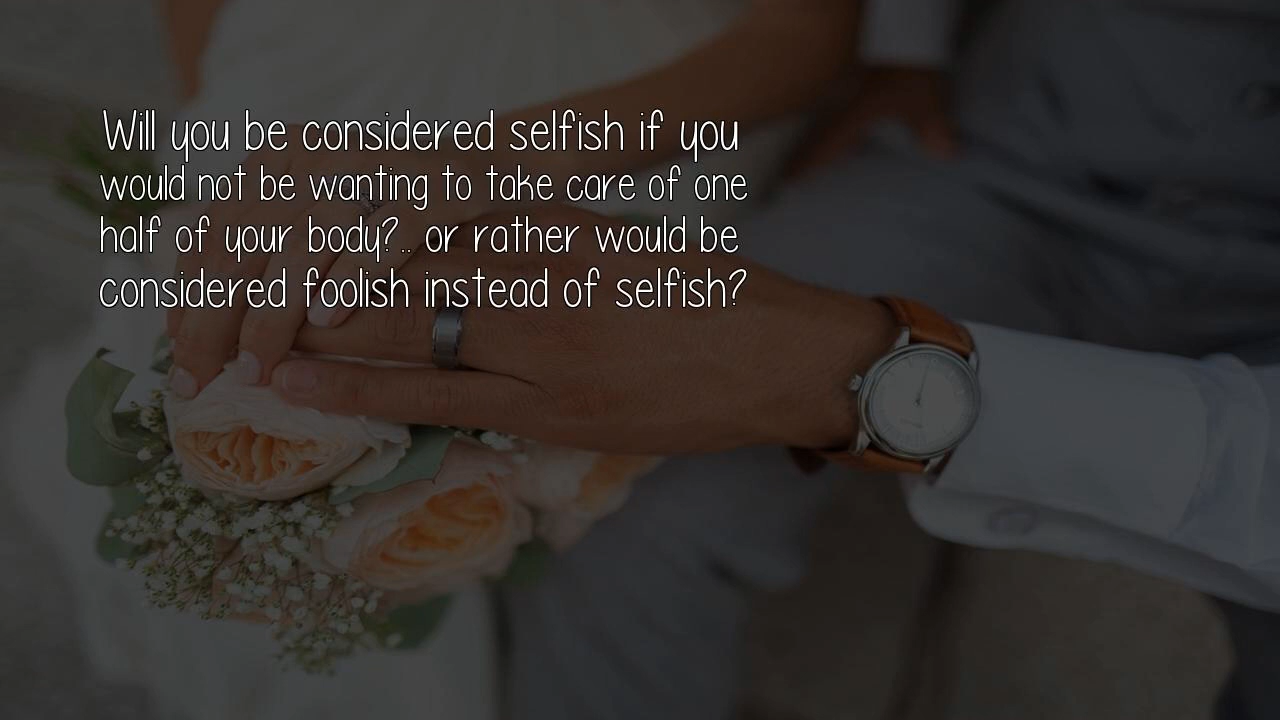 Will you be considered selfish if you
would not be wanting to take care of one
half of your body?.. or rather would be
considered foolish instead of selfish?